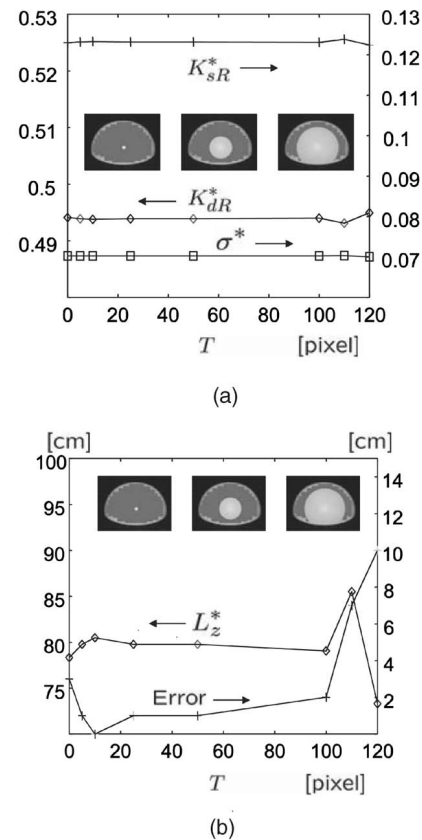 0.53
0.13
0.52
0.12
K*sR →
0.11
0.51
0.1
0.5
0.09
← K*dR
0.08
0.49
σ* →
0.07
0 20 40 60 80 100 120
T [pixel]
(a)
[cm] [cm]
100
14
95
12
90
10
85
← L*z
8
80
6
4
75
Error →
2
0 20 40 60 80 100 120
T [pixel]
(b)